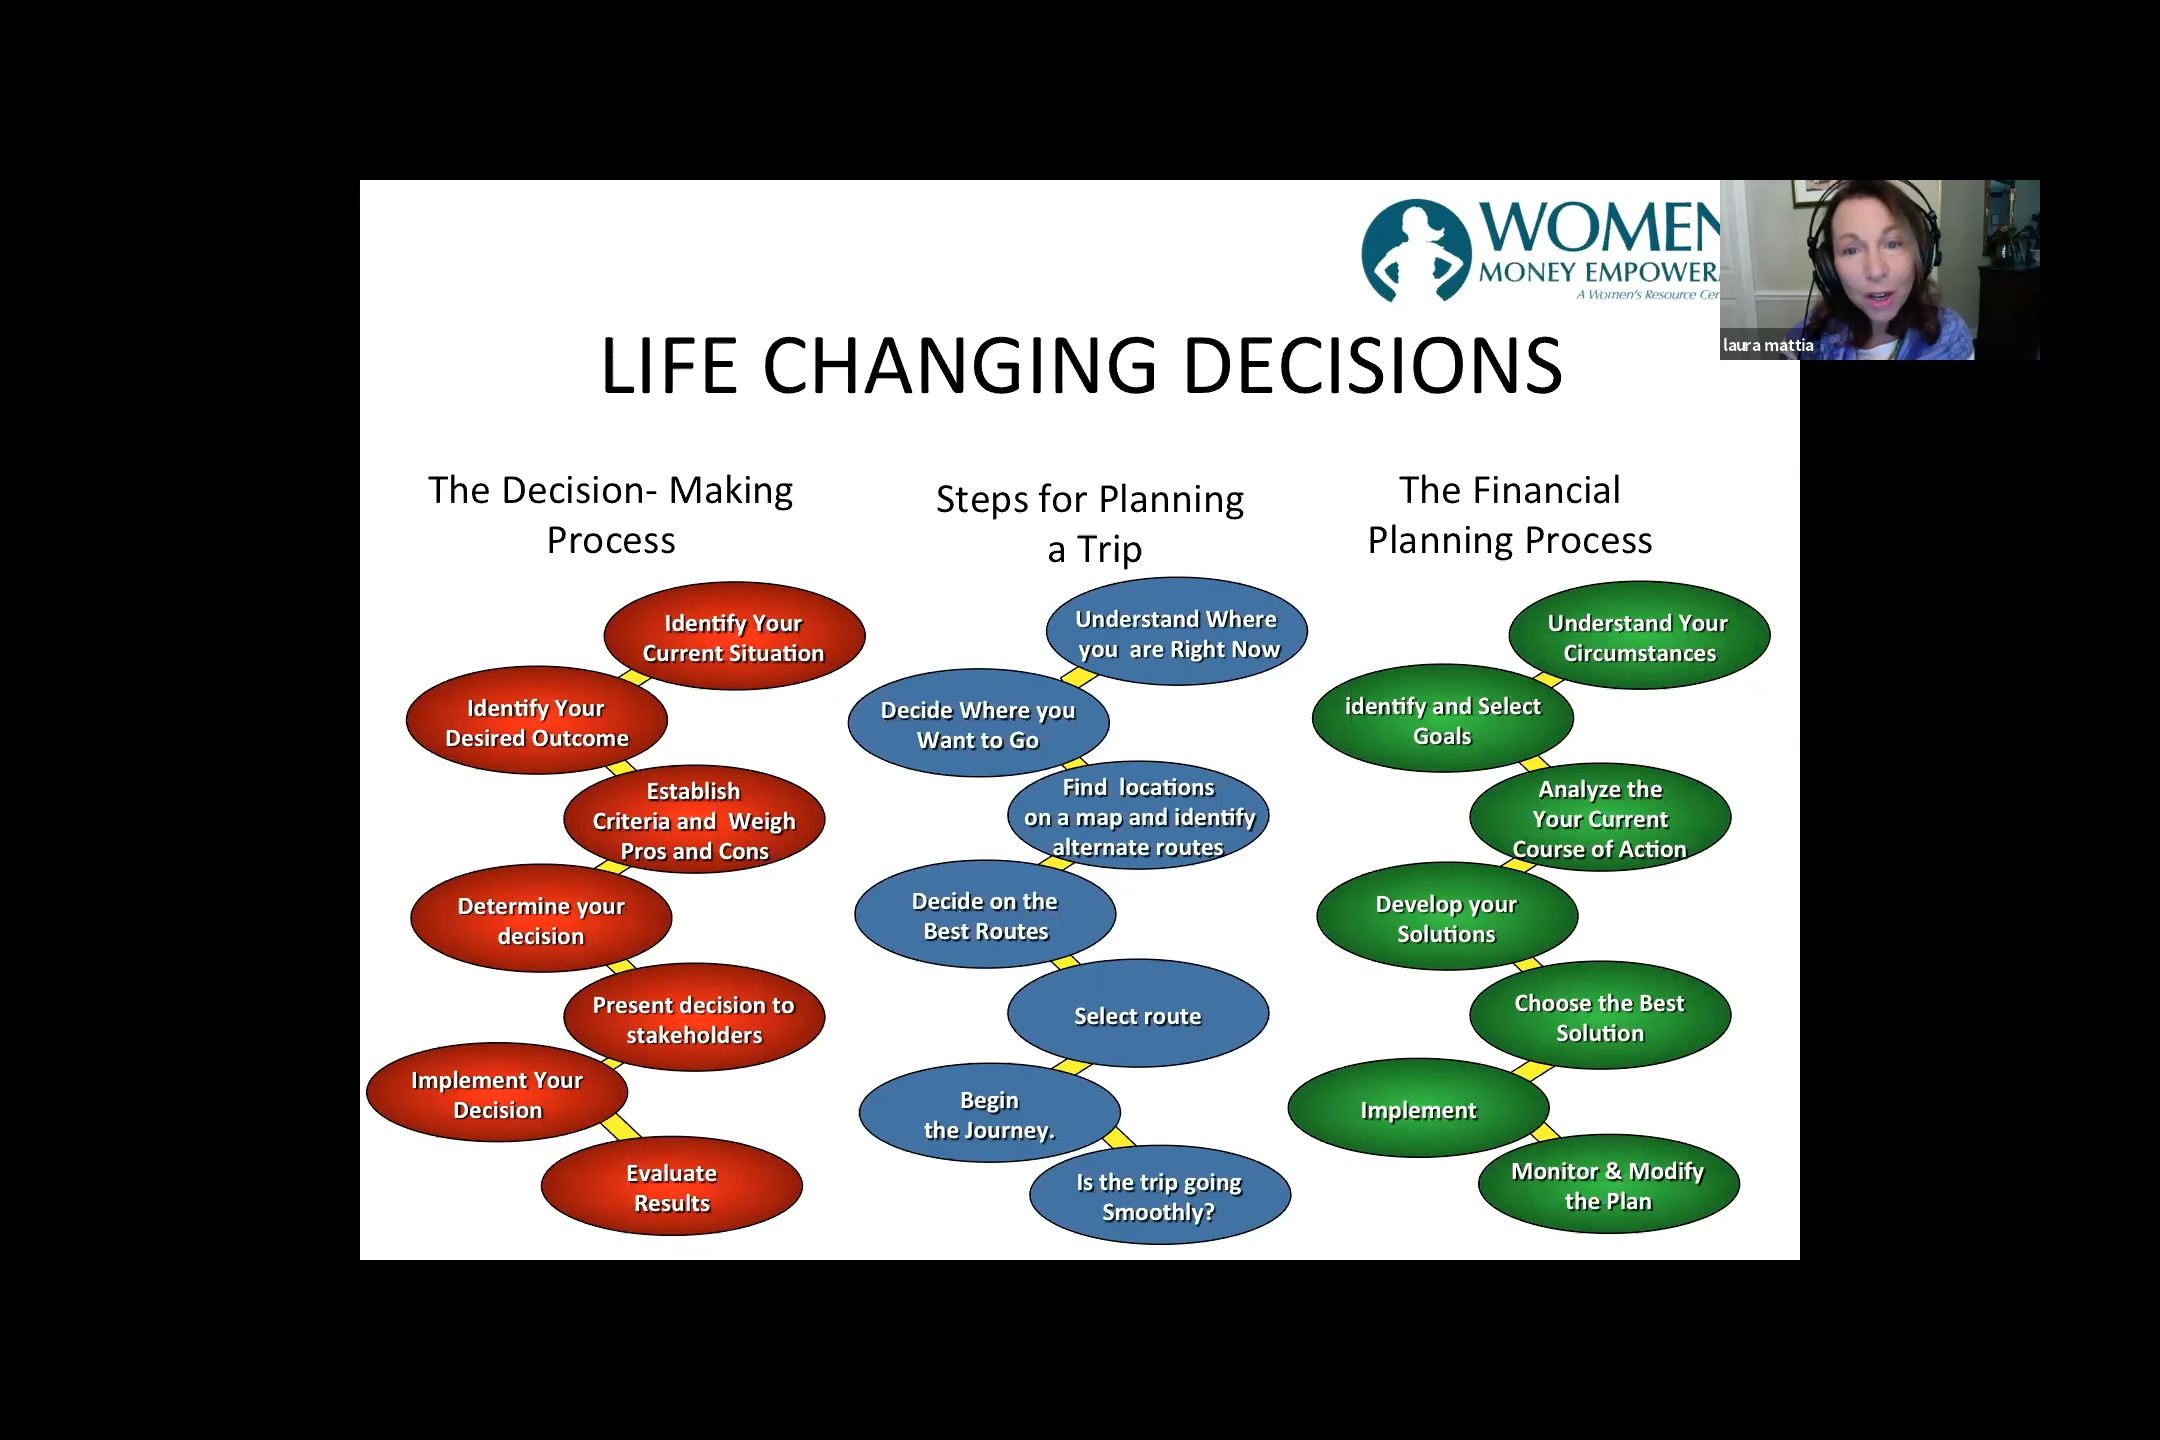 WOMEN
MONEY EMPOWER
A Women's Resource Cen
laura mattia
LIFE CHANGING DECISIONS
The Decision- Making
Process
Identify Your
Current Situation
Identify Your
Desired Outcome
Establish
Criteria and Weigh
Pros and Cons
Determine your
decision
Present decision to
stakeholders
Implement Your
Decision
Evaluate
Results
Steps for Planning
a Trip
Understand Where
you are Right Now
Decide Where you
Want to Go
Find locations
on a map and identify
alternate routes
Decide on the
Best Routes
Select route
Begin
the Journey.
Is the trip going
Smoothly?
The Financial
Planning Process
Understand Your
Circumstances
identify and Select
Goals
Analyze the
Your Current
Course of Action
Develop your
Solutions
Choose the Best
Solution
Implement
Monitor & Modify
the Plan